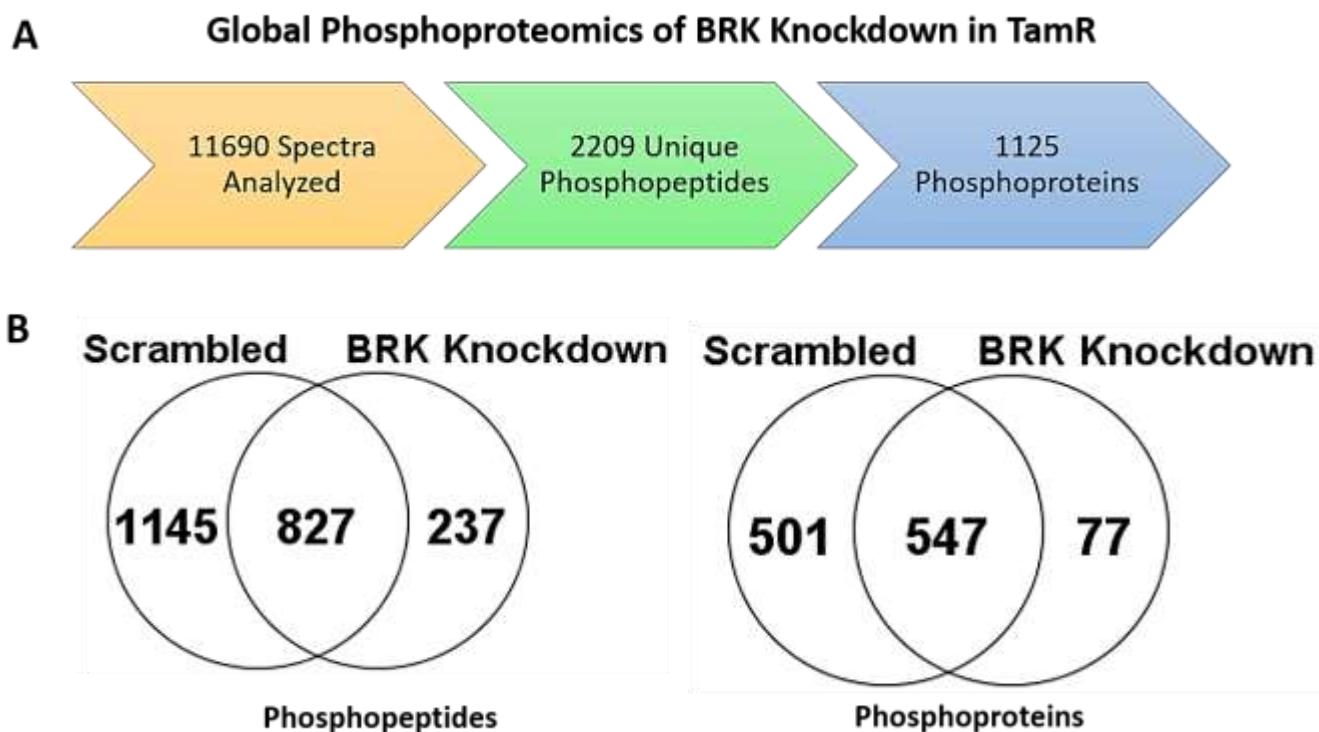 A
Global Phosphoproteomics of BRK Knockdown in TamR
11690 Spectra
Analyzed
2209 Unique
Phosphopeptides
1125
Phosphoproteins
B
Scrambled BRK Knockdown
1145 827 237
Phosphopeptides
Scrambled BRK Knockdown
501 547 77
Phosphoproteins